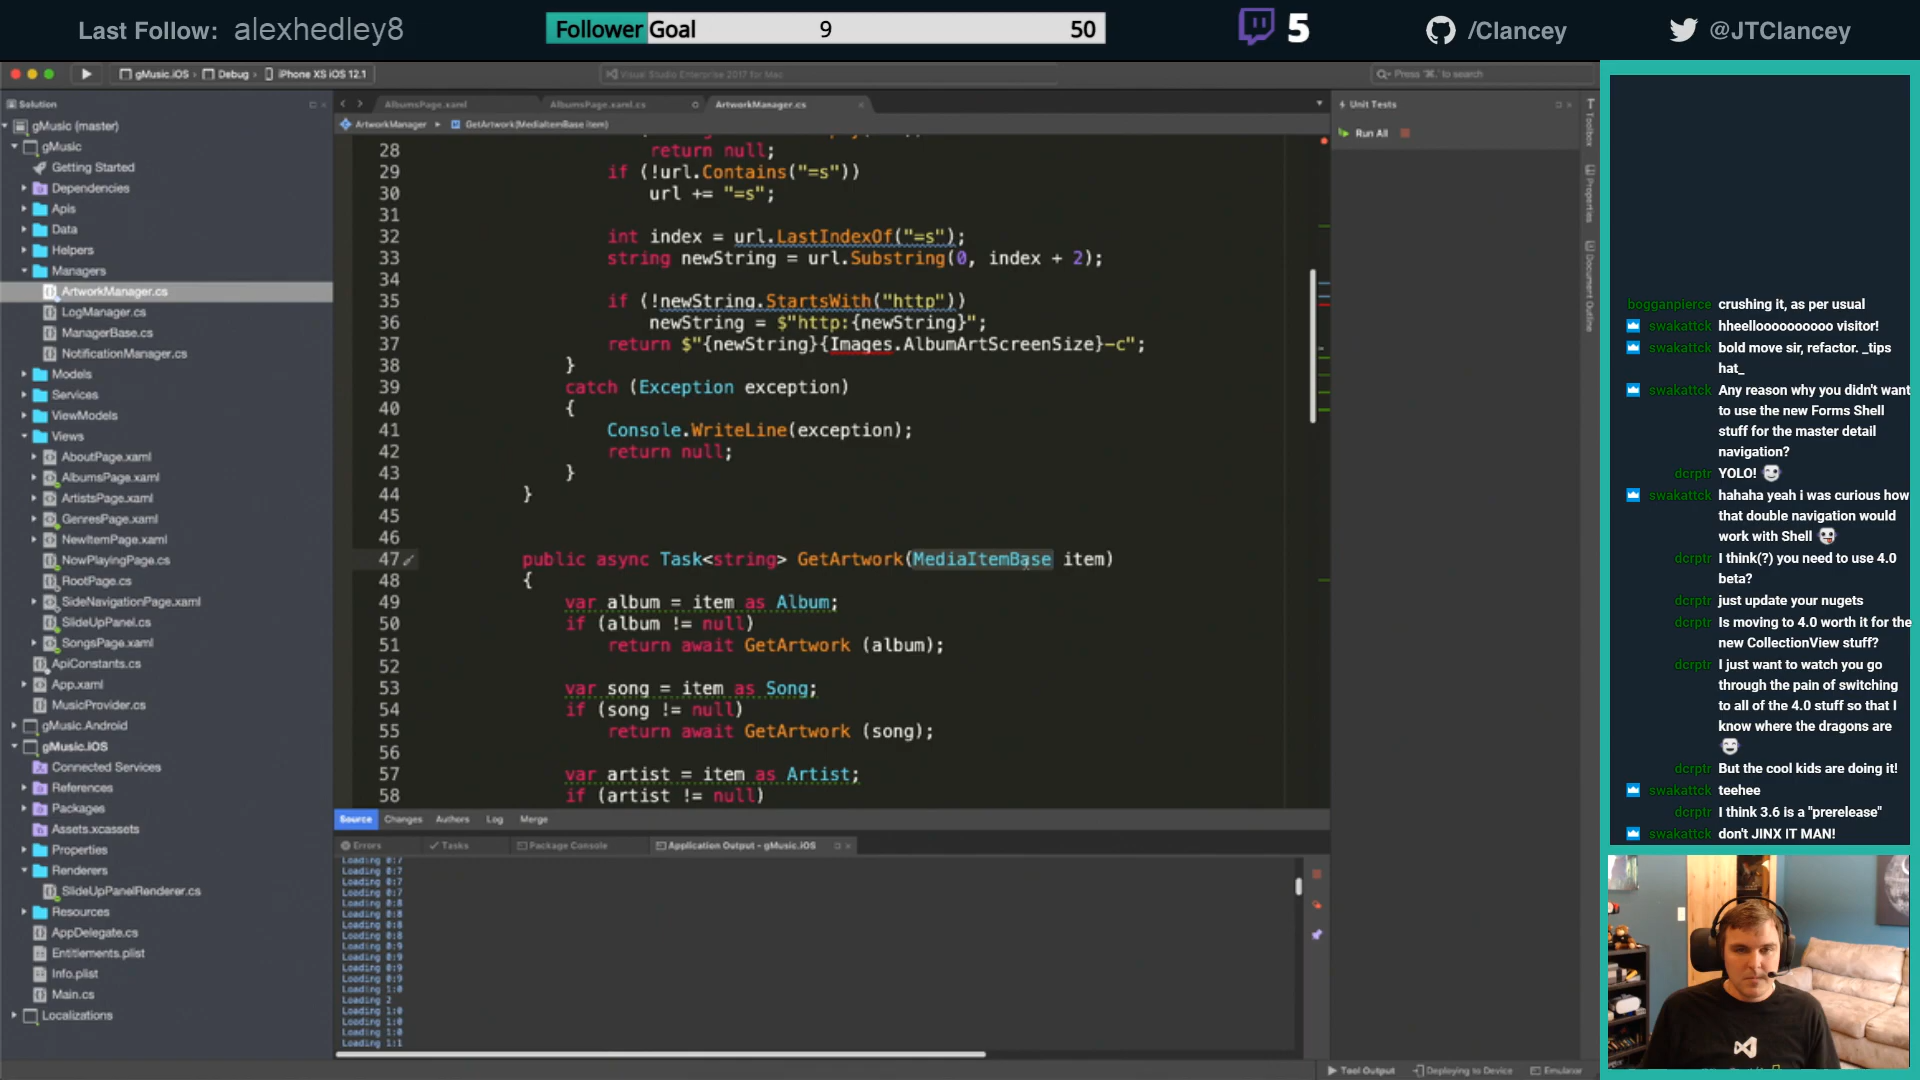 Last Follow: alexhedley8
Follower Goal 9 50
5
/Clancey
@JTClancey
gMusic.iOS Debug iPhone XS iOS 12.1
Visual Studio Enterprise 2017 for Mac
Press '⌘.' to search
Solution
gMusic (master)
gMusic
Getting Started
Dependencies
Apis
Data
Helpers
Managers
ArtworkManager.cs
LogManager.cs
ManagerBase.cs
NotificationManager.cs
Models
Services
ViewModels
Views
AboutPage.xaml
AlbumsPage.xaml
ArtistsPage.xaml
GenresPage.xaml
NewItemPage.xaml
NowPlayingPage.cs
RootPage.cs
SideNavigationPage.xaml
SlideUpPanel.cs
SongsPage.xaml
ApiConstants.cs
App.xaml
MusicProvider.cs
gMusic.Android
gMusic.iOS
Connected Services
References
Packages
Assets.xcassets
Properties
Renderers
SlideUpPanelRenderer.cs
Resources
AppDelegate.cs
Entitlements.plist
Info.plist
Main.cs
Localizations
AlbumsPage.xaml AlbumsPage.xaml.cs ArtworkManager.cs
ArtworkManager GetArtwork(MediaItemBase item)
28 return null;
29 if (!url.Contains("=s"))
30 url += "=s";
31
32 int index = url.LastIndexOf("=s");
33 string newString = url.Substring(0, index + 2);
34
35 if (!newString.StartsWith("http"))
36 newString = $"http:{newString}";
37 return $"{newString}{Images.AlbumArtScreenSize}-c";
38 }
39 catch (Exception exception)
40 {
41 Console.WriteLine(exception);
42 return null;
43 }
44 }
45
46
47 public async Task<string> GetArtwork(MediaItemBase item)
48 {
49 var album = item as Album;
50 if (album != null)
51 return await GetArtwork (album);
52
53 var song = item as Song;
54 if (song != null)
55 return await GetArtwork (song);
56
57 var artist = item as Artist;
58 if (artist != null)
Source Changes Authors Log Merge
Errors Tasks Package Console Application Output - gMusic.iOS
Loading 0:7
Loading 0:7
Loading 0:7
Loading 0:7
Loading 0:8
Loading 0:8
Loading 0:8
Loading 0:8
Loading 0:9
Loading 0:9
Loading 0:9
Loading 0:9
Loading 1:0
Loading 2
Loading 1:0
Loading 1:0
Loading 1:0
Loading 1:1
Unit Tests
Run All
Toolbox
Properties
Document Outline
Tool Output Deploying to Device Emulator
bogganpierce crushing it, as per usual
swakattck hheellooooooooo visitor!
swakattck bold move sir, refactor. _tips
hat_
swakattck Any reason why you didn't want
to use the new Forms Shell
stuff for the master detail
navigation?
dcrptr YOLO!
swakattck hahaha yeah i was curious how
that double navigation would
work with Shell
dcrptr I think(?) you need to use 4.0
beta?
dcrptr just update your nugets
dcrptr Is moving to 4.0 worth it for the
new CollectionView stuff?
dcrptr I just want to watch you go
through the pain of switching
to all of the 4.0 stuff so that I
know where the dragons are
dcrptr But the cool kids are doing it!
swakattck teehee
dcrptr I think 3.6 is a "prerelease"
swakattck don't JINX IT MAN!